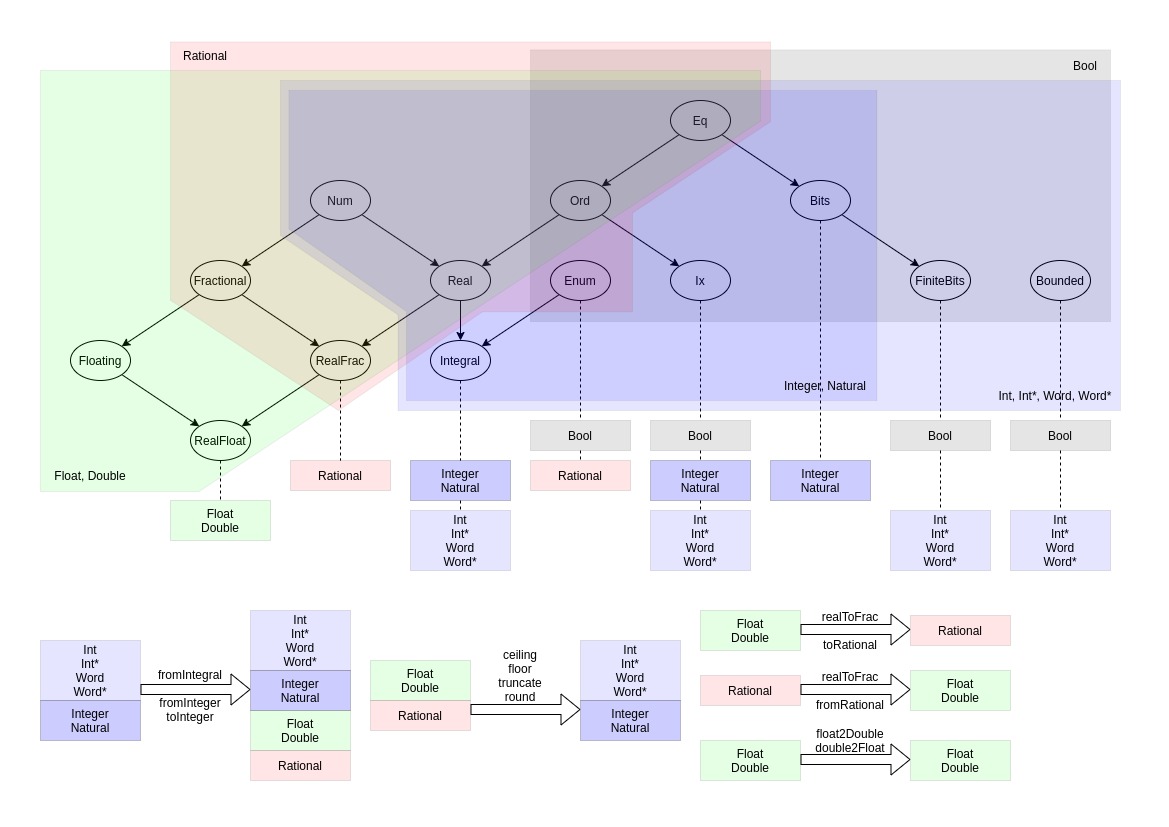 Rational
Bool
Eq
Num
Ord
Bits
Fractional
Real
Enum
Ix
FiniteBits
Bounded
Floating
RealFrac
Integral
Integer, Natural
Int, Int*, Word, Word*
RealFloat
Float, Double
Bool
Bool
Bool
Bool
Rational
Integer
Natural
Rational
Integer
Natural
Integer
Natural
Float
Double
Int
Int*
Word
Word*
Int
Int*
Word
Word*
Int
Int*
Word
Word*
Int
Int*
Word
Word*
Int
Int*
Word
Word*
Integer
Natural
fromIntegral
fromInteger
toInteger
Int
Int*
Word
Word*
Integer
Natural
Float
Double
Rational
Float
Double
Rational
ceiling
floor
truncate
round
Int
Int*
Word
Word*
Integer
Natural
Float
Double
realToFrac
toRational
Rational
Rational
realToFrac
fromRational
Float
Double
Float
Double
float2Double
double2Float
Float
Double